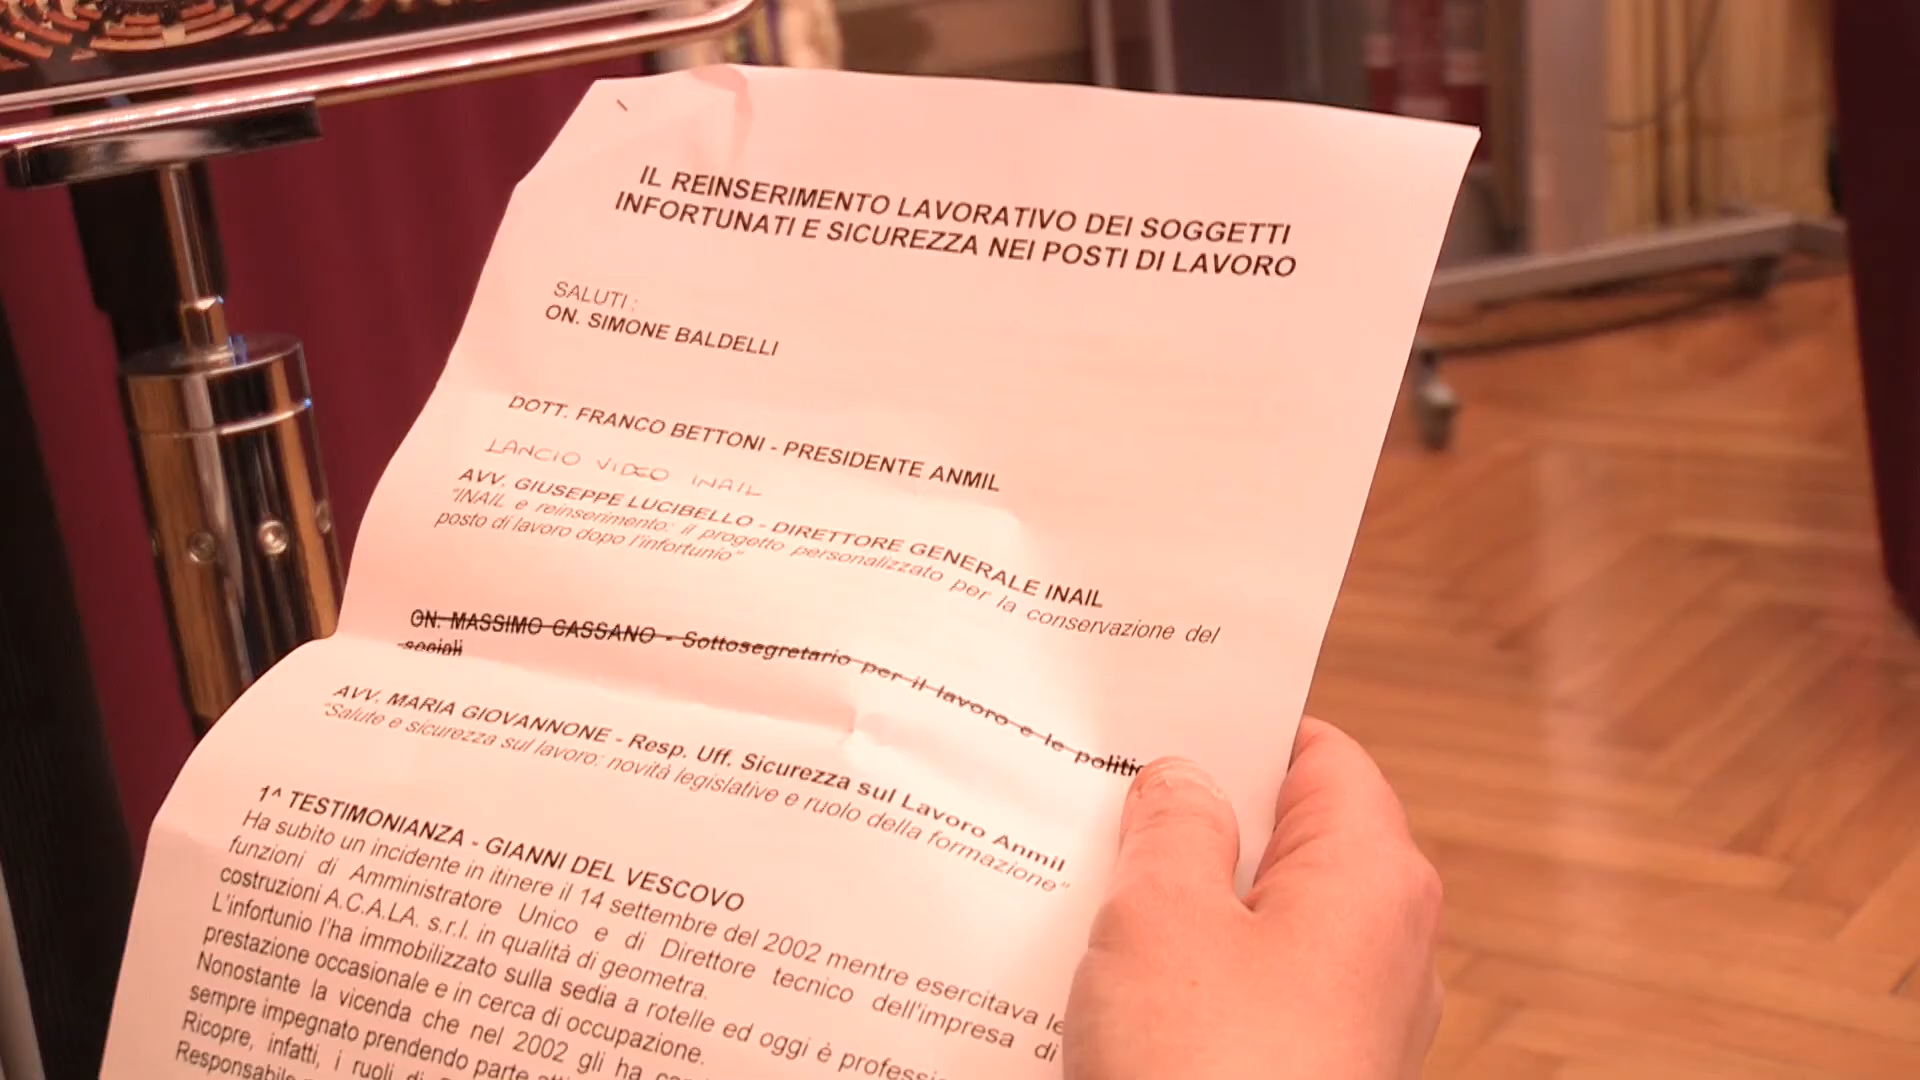 IL REINSERIMENTO LAVORATIVO DEI SOGGETTI
INFORTUNATI E SICUREZZA NEI POSTI DI LAVORO
SALUTI:
ON. SIMONE BALDELLI
DOTT. FRANCO BETTONI - PRESIDENTE ANMIL
LANCIO VIDEO INAIL
AVV. GIUSEPPE LUCIBELLO - DIRETTORE GENERALE INAIL
"INAIL e reinserimento: il progetto personalizzato per la conservazione del
posto di lavoro dopo l'infortunio"
ON. MASSIMO CASSANO - Sottosegretario per il lavoro e le
sociali
AVV. MARIA GIOVANNONE - Resp. Uff. Sicurezza sul Lavoro Anmil
"Salute e sicurezza sul lavoro: novità legislative e ruolo della formazione"
1^ TESTIMONIANZA - GIANNI DEL VESCOVO
Ha subito un incidente in itinere il 14 settembre del 2002 mentre esercitava le
funzioni di Amministratore Unico e di Direttore tecnico dell'impresa di
costruzioni A.C.A.LA. s.r.l. in qualità di geometra.
L'infortunio l'ha immobilizzato sulla sedia a rotelle ed oggi è
prestazione occasionale e in cerca di occupazione.
Nonostante la vicenda che nel 2002 gli ha
sempre impegnato prendendo parte
Ricopre, infatti, i ruoli di
Responsabile